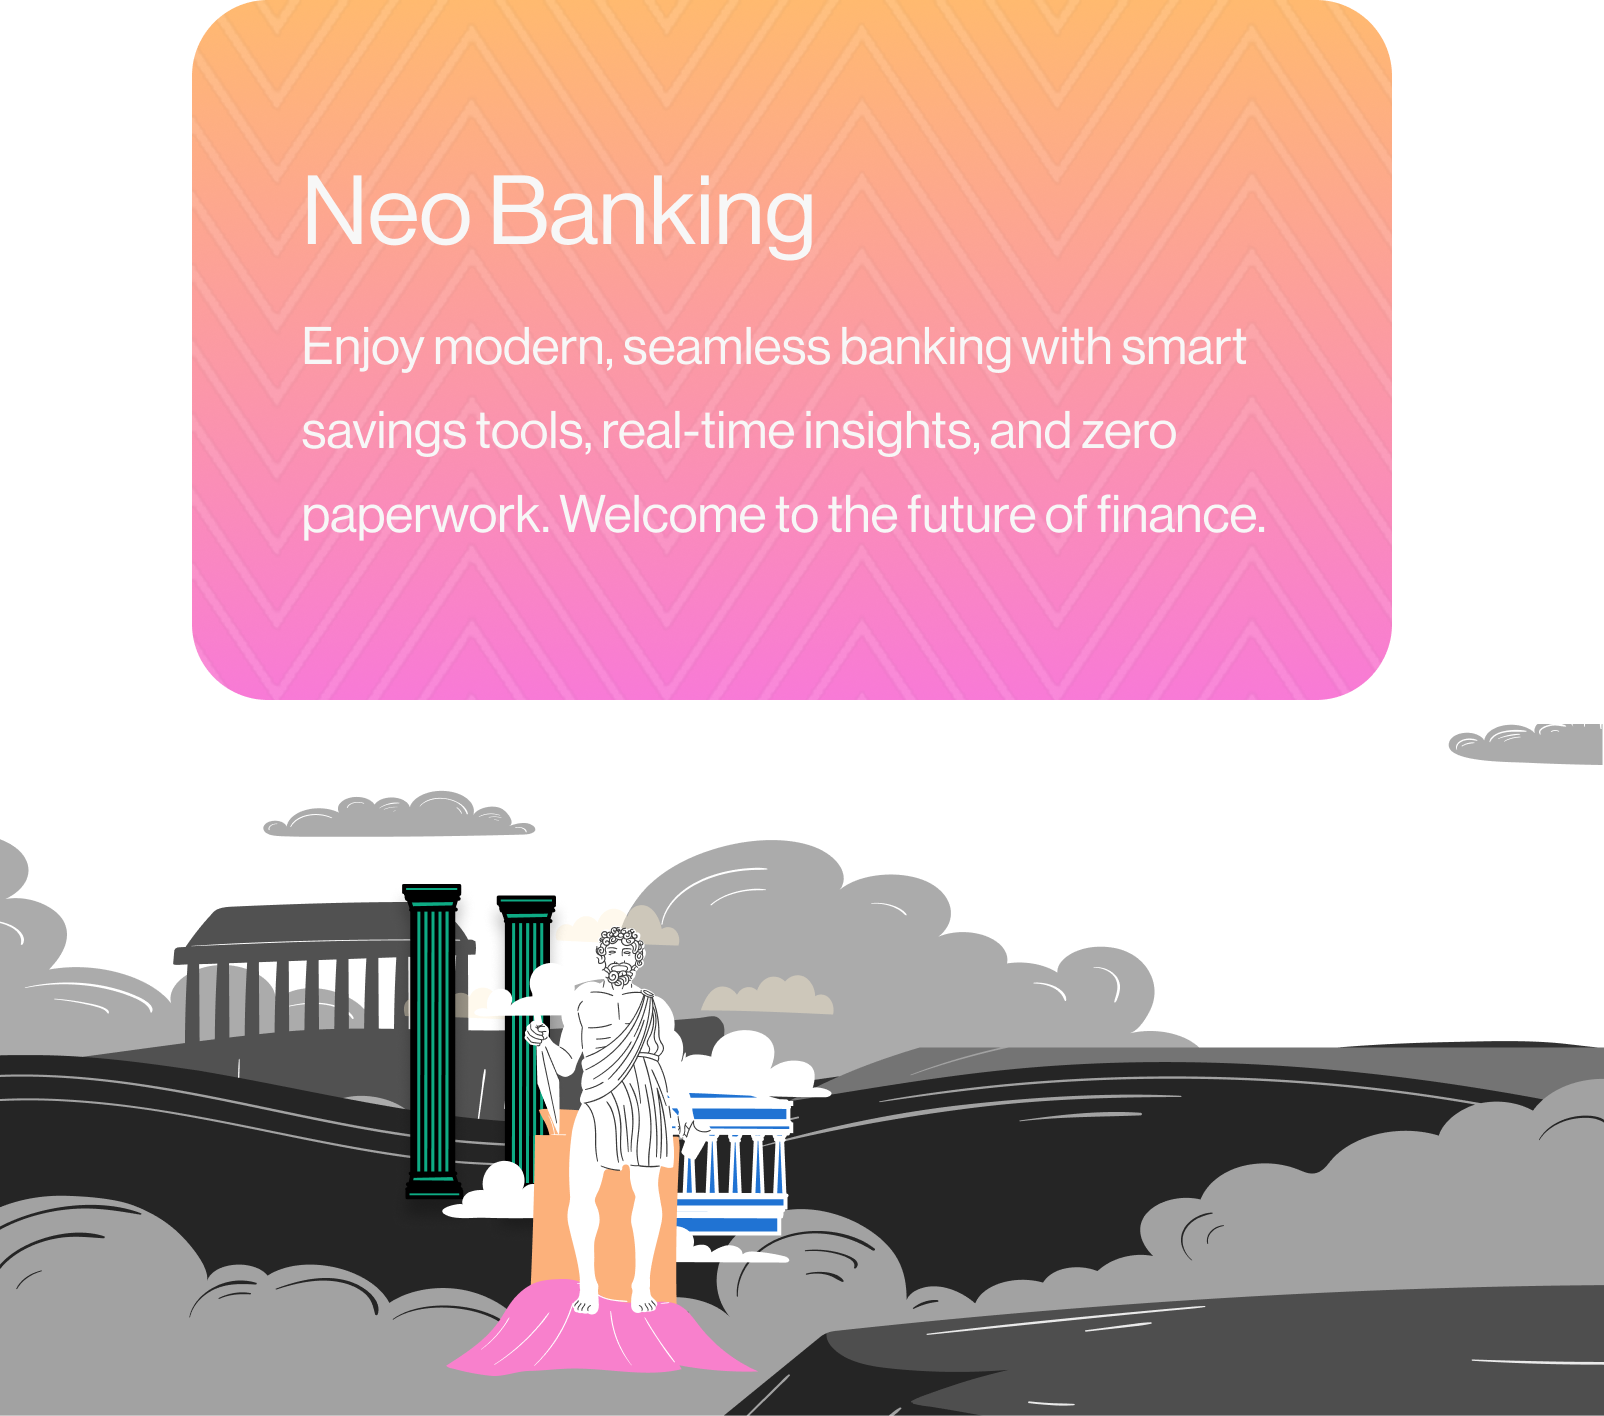 Neo Banking
Enjoy modern, seamless banking with smart
savings tools, real-time insights, and zero
paperwork. Welcome to the future of finance.